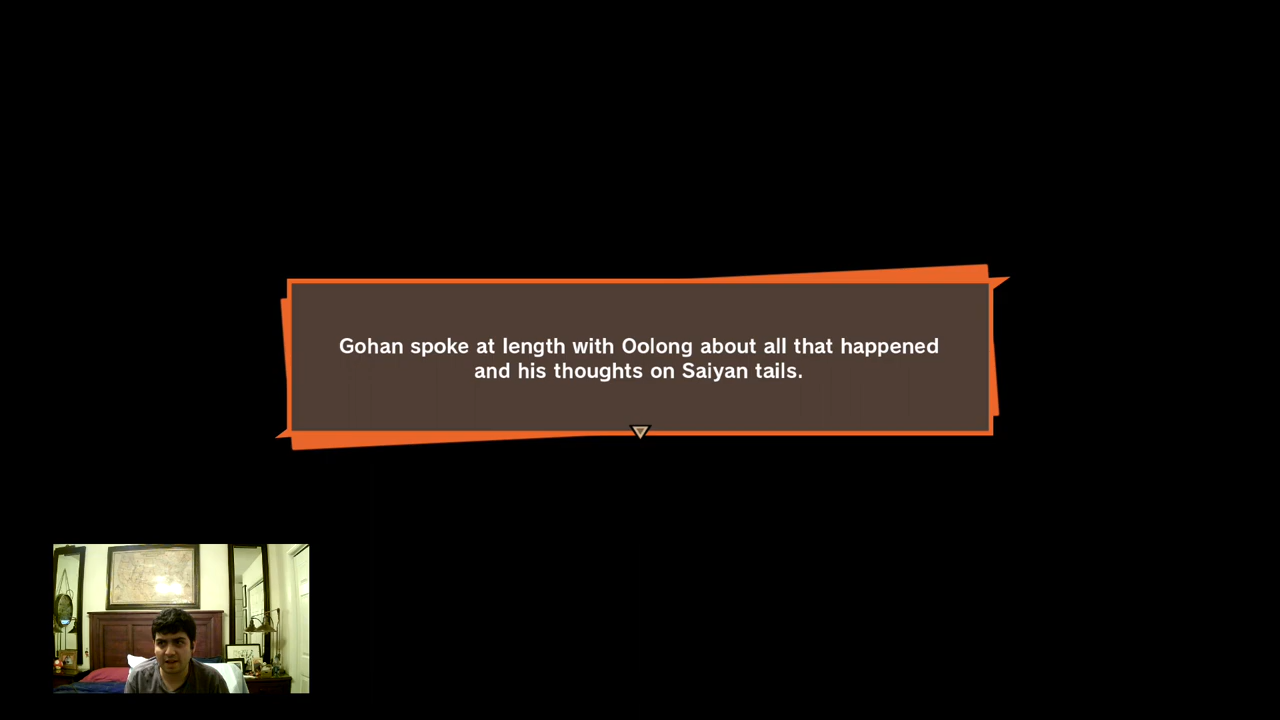 Gohan spoke at length with Oolong about all that happened
and his thoughts on Saiyan tails.